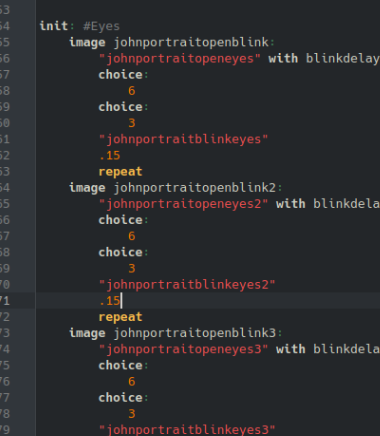 53
54 init: #Eyes
55 image johnportraitopenblink:
56 "johnportraitopeneyes" with blinkdelay
57 choice:
58 6
59 choice:
60 3
61 "johnportraitblinkeyes"
62 .15
63 repeat
64 image johnportraitopenblink2:
65 "johnportraitopeneyes2" with blinkdela
66 choice:
67 6
68 choice:
69 3
70 "johnportraitblinkeyes2"
71 .15
72 repeat
73 image johnportraitopenblink3:
74 "johnportraitopeneyes3" with blinkdela
75 choice:
76 6
77 choice:
78 3
79 "johnportraitblinkeyes3"